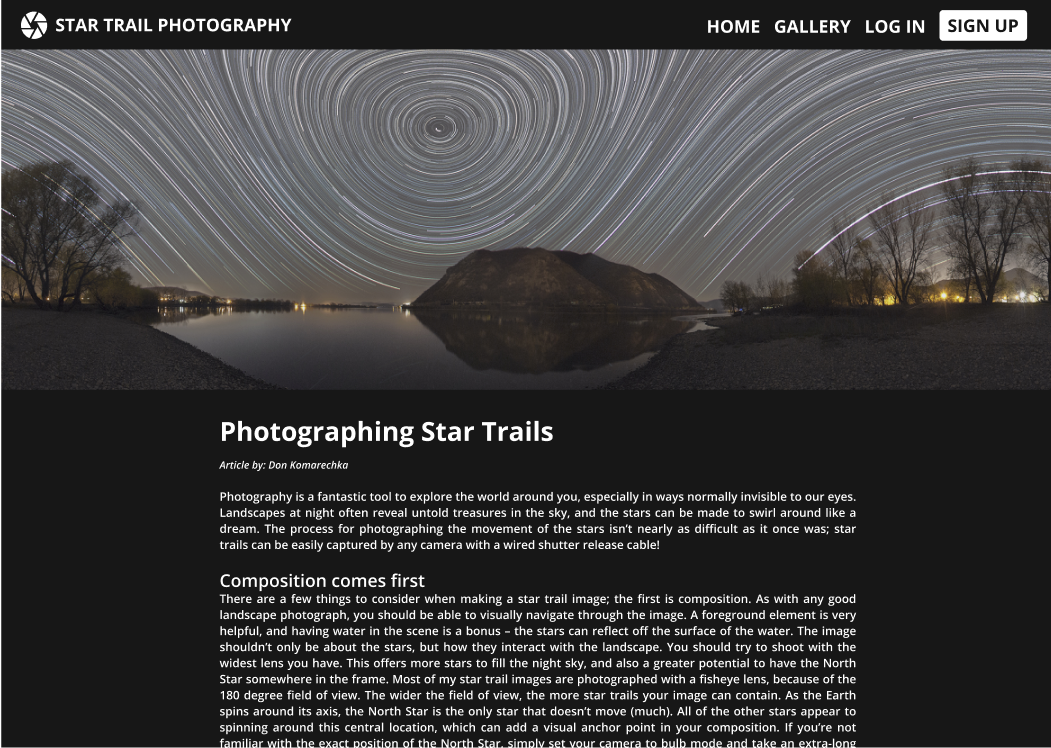 STAR TRAIL PHOTOGRAPHY
HOME GALLERY LOG IN SIGN UP
Photographing Star Trails
Article by: Don Komarechka
Photography is a fantastic tool to explore the world around you, especially in ways normally invisible to our eyes.
Landscapes at night often reveal untold treasures in the sky, and the stars can be made to swirl around like a
dream. The process for photographing the movement of the stars isn't nearly as difficult as it once was; star
trails can be easily captured by any camera with a wired shutter release cable!
Composition comes first
There are a few things to consider when making a star trail image; the first is composition. As with any good
landscape photograph, you should be able to visually navigate through the image. A foreground element is very
helpful, and having water in the scene is a bonus – the stars can reflect off the surface of the water. The image
shouldn't only be about the stars, but how they interact with the landscape. You should try to shoot with the
widest lens you have. This offers more stars to fill the night sky, and also a greater potential to have the North
Star somewhere in the frame. Most of my star trail images are photographed with a fisheye lens, because of the
180 degree field of view. The wider the field of view, the more star trails your image can contain. As the Earth
spins around its axis, the North Star is the only star that doesn't move (much). All of the other stars appear to
spinning around this central location, which can add a visual anchor point in your composition. If you're not
familiar with the exact position of the North Star, simply set your camera to bulb mode and take an extra-long